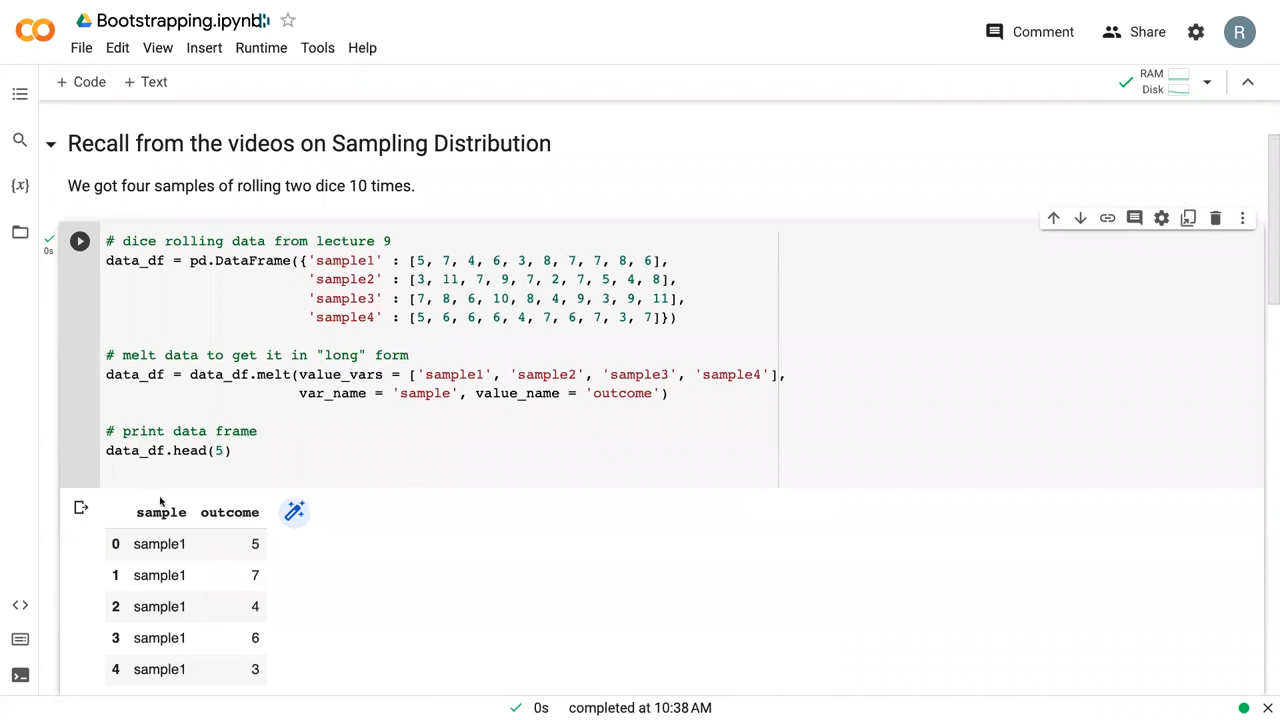 Bootstrapping.ipynb
File Edit View Insert Runtime Tools Help
Comment Share R
+ Code + Text
RAM
Disk
Recall from the videos on Sampling Distribution
We got four samples of rolling two dice 10 times.
0s
# dice rolling data from lecture 9
data_df = pd.DataFrame({'sample1' : [5, 7, 4, 6, 3, 8, 7, 7, 8, 6],
'sample2' : [3, 11, 7, 9, 7, 2, 7, 5, 4, 8],
'sample3' : [7, 8, 6, 10, 8, 4, 9, 3, 9, 11],
'sample4' : [5, 6, 6, 6, 4, 7, 6, 7, 3, 7]})
# melt data to get it in "long" form
data_df = data_df.melt(value_vars = ['sample1', 'sample2', 'sample3', 'sample4'],
var_name = 'sample', value_name = 'outcome')
# print data frame
data_df.head(5)
sample outcome
0 sample1 5
1 sample1 7
2 sample1 4
3 sample1 6
4 sample1 3
0s completed at 10:38 AM